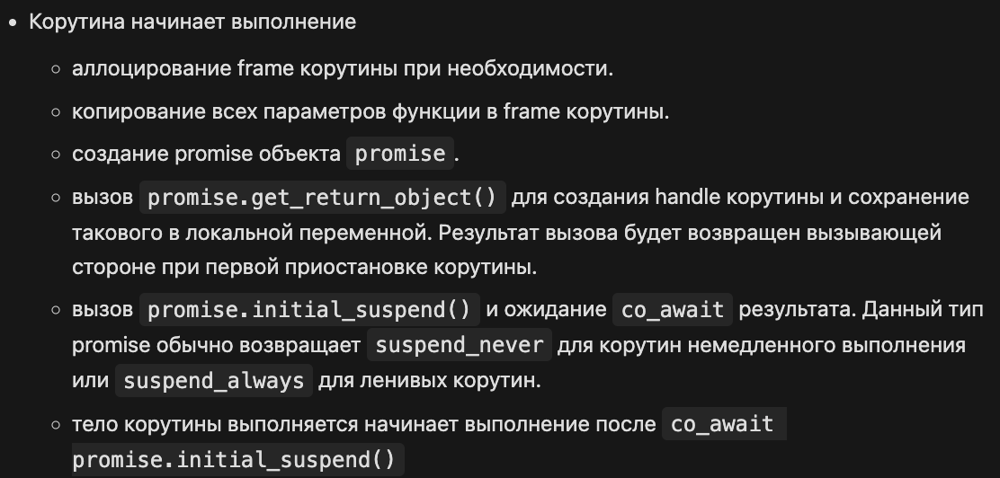 • Корутина начинает выполнение
◦ аллоцирование frame корутины при необходимости.
◦ копирование всех параметров функции в frame корутины.
◦ создание promise объекта promise.
◦ вызов promise.get_return_object() для создания handle корутины и сохранение
такового в локальной переменной. Результат вызова будет возвращен вызывающей
стороне при первой приостановке корутины.
◦ вызов promise.initial_suspend() и ожидание co_await результата. Данный тип
promise обычно возвращает suspend_never для корутин немедленного выполнения
или suspend_always для ленивых корутин.
◦ тело корутины выполняется начинает выполнение после co_await
promise.initial_suspend()